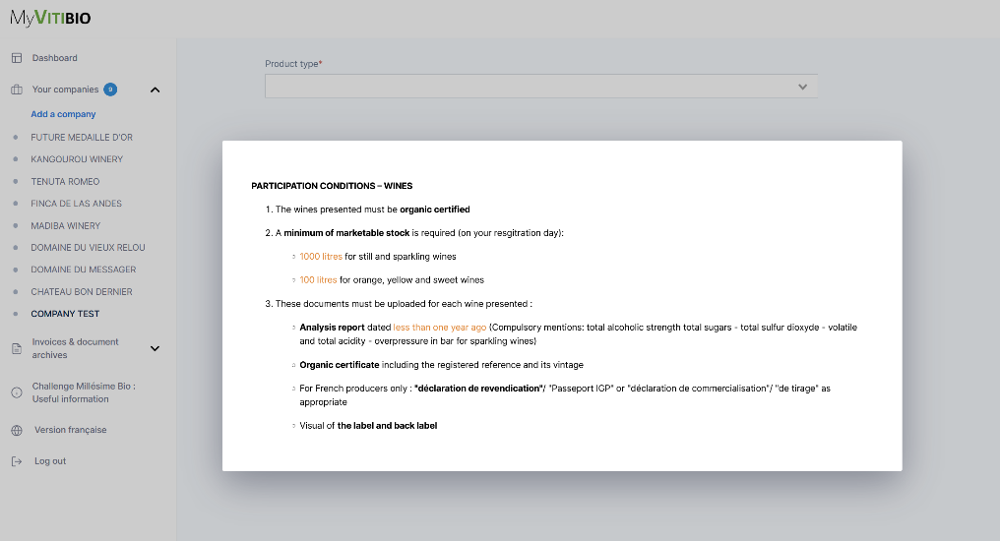 MyVITIBIO
Dashboard
Your companies 9
Add a company
FUTURE MEDAILLE D'OR
KANGOUROU WINERY
TENUTA ROMEO
FINCA DE LAS ANDES
MADIBA WINERY
DOMAINE DU VIEUX RELOU
DOMAINE DU MESSAGER
CHATEAU BON DERNIER
COMPANY TEST
Invoices & document
archives
Challenge Millésime Bio :
Useful information
Version française
Log out
Product type*
PARTICIPATION CONDITIONS – WINES
1. The wines presented must be organic certified
2. A minimum of marketable stock is required (on your resgitration day):
1000 litres for still and sparkling wines
100 litres for orange, yellow and sweet wines
3. These documents must be uploaded for each wine presented :
Analysis report dated less than one year ago (Compulsory mentions: total alcoholic strength total sugars - total sulfur dioxyde - volatile
and total acidity - overpressure in bar for sparkling wines)
Organic certificate including the registered reference and its vintage
For French producers only : "déclaration de revendication"/ "Passeport IGP" or "déclaration de commercialisation"/ "de tirage" as
appropriate
Visual of the label and back label